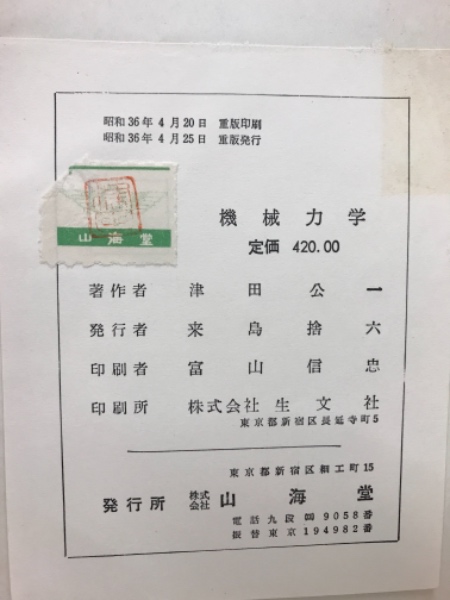 昭和36年4月20日 重版印刷
昭和36年4月25日 重版発行
山海堂
機械力学
定価 420.00
著作者 津田公一
発行者 来島捨六
印刷者 富山信忠
印刷所 株式会社生文社
東京都新宿区長延寺町5
東京都新宿区細工町15
発行所 株式会社 山海堂
電話九段㈣9058番
振替東京194982番